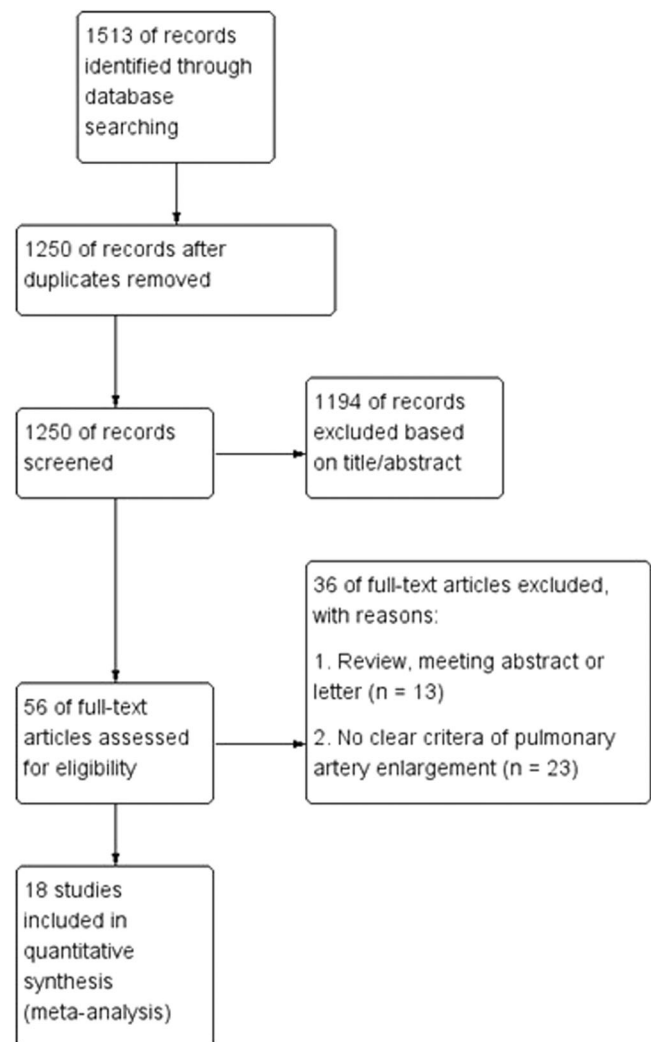 1513 of records
identified through
database
searching
1250 of records after
duplicates removed
1250 of records
screened
1194 of records
excluded based
on title/abstract
36 of full-text articles excluded,
with reasons:
1. Review, meeting abstract or
letter (n = 13)
2. No clear critera of pulmonary
artery enlargement (n = 23)
56 of full-text
articles assessed
for eligibility
18 studies
included in
quantitative
synthesis
(meta-analysis)